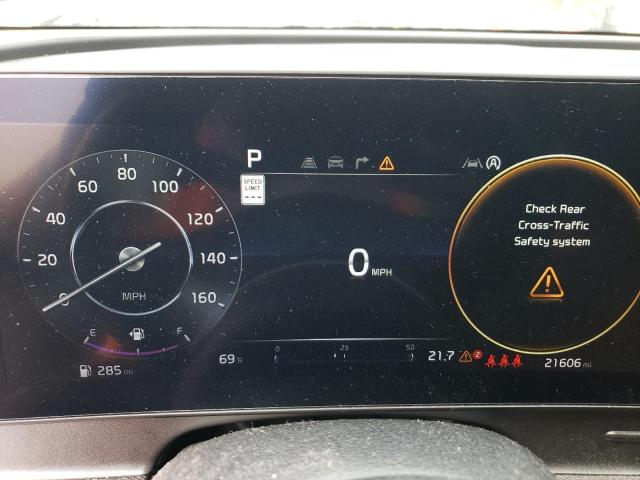 P
SPEED
LIMIT
---
0 20 40 60 80 100 120 140 160
MPH
E F
285 mi
0 MPH
69°F
0 25 50
21.7
2
Check Rear
Cross-Traffic
Safety system
A
21606 mi